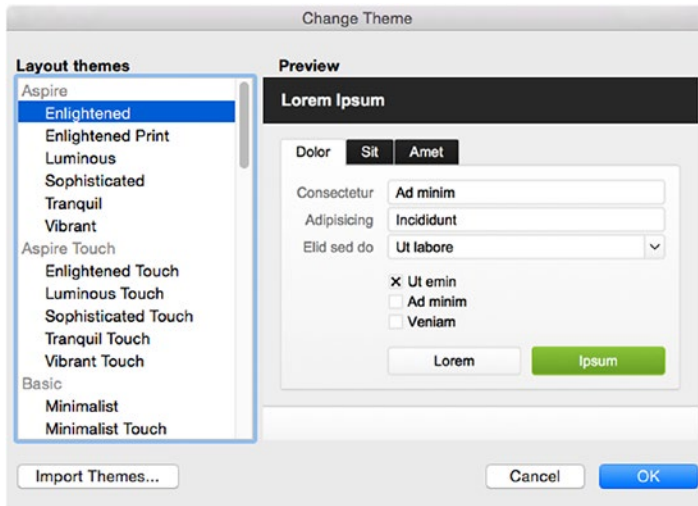 Change Theme
Layout themes
Aspire
Enlightened
Enlightened Print
Luminous
Sophisticated
Tranquil
Vibrant
Aspire Touch
Enlightened Touch
Luminous Touch
Sophisticated Touch
Tranquil Touch
Vibrant Touch
Basic
Minimalist
Minimalist Touch
Preview
Lorem Ipsum
Dolor Sit Amet
Consectetur Ad minim
Adipisicing Incididunt
Elid sed do Ut labore
Ut emin
Ad minim
Veniam
Lorem Ipsum
Import Themes... Cancel OK